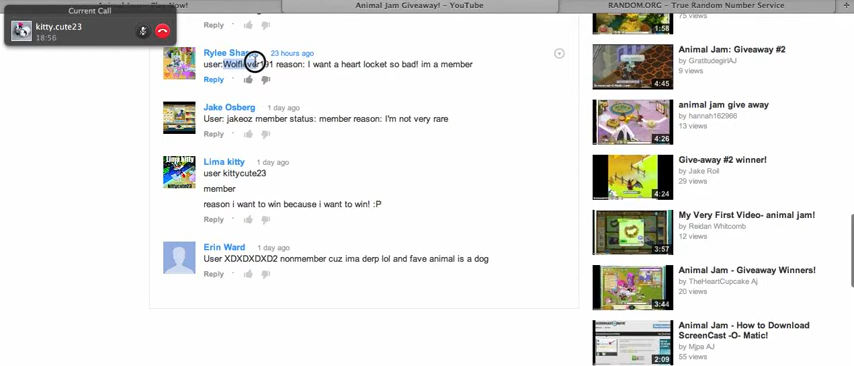 Current Call
kitty.cute23
18:56
Animal Jam Giveaway! - YouTube
RANDOM.ORG - True Random Number Service
Reply
Rylee 23 hours ago
user:Wolflover191 reason: I want a heart locket so bad! im a member
Reply
Jake Osberg 1 day ago
User: jakeoz member status: member reason: I'm not very rare
Reply
Lima kitty 1 day ago
user kittycute23
member
reason i want to win because i want to win! :P
Reply
Erin Ward 1 day ago
User XDXDXDXD2 nonmember cuz ima derp lol and fave animal is a dog
Reply
75 views
1:58
Animal Jam: Giveaway #2
by GratitudegirlAJ
9 views
4:45
animal jam give away
by hannah162966
13 views
4:26
Give-away #2 winner!
by Jake Roll
29 views
4:24
My Very First Video- animal jam!
by Reidan Whitcomb
12 views
3:57
Animal Jam - Giveaway Winners!
by TheHeartCupcake Aj
20 views
3:44
Animal Jam - How to Download
ScreenCast -O- Matic!
by Mjpa AJ
55 views
2:09